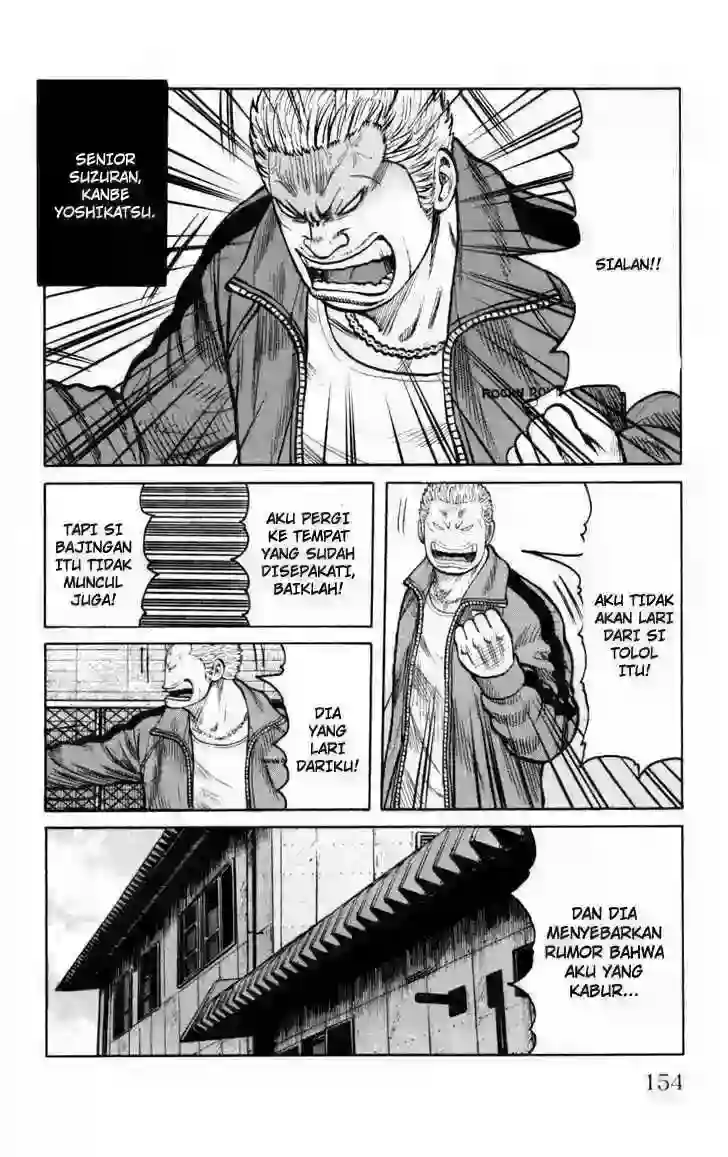 SIALAN!!
SENIOR
SUZURAN,
KANBE
YOSHIKATSU.
AKU TIDAK
AKAN LARI
DARI SI
TOLOL
ITU!
AKU PERGI
KE TEMPAT
YANG SUDAH
DISEPAKATI,
BAIKLAH!
TAPI SI
BAJINGAN
ITU TIDAK
MUNCUL
JUGA!
DIA
YANG
LARI
DARIKU!
DAN DIA
MENYEBARKAN
RUMOR BAHWA
AKU YANG
KABUR...
154